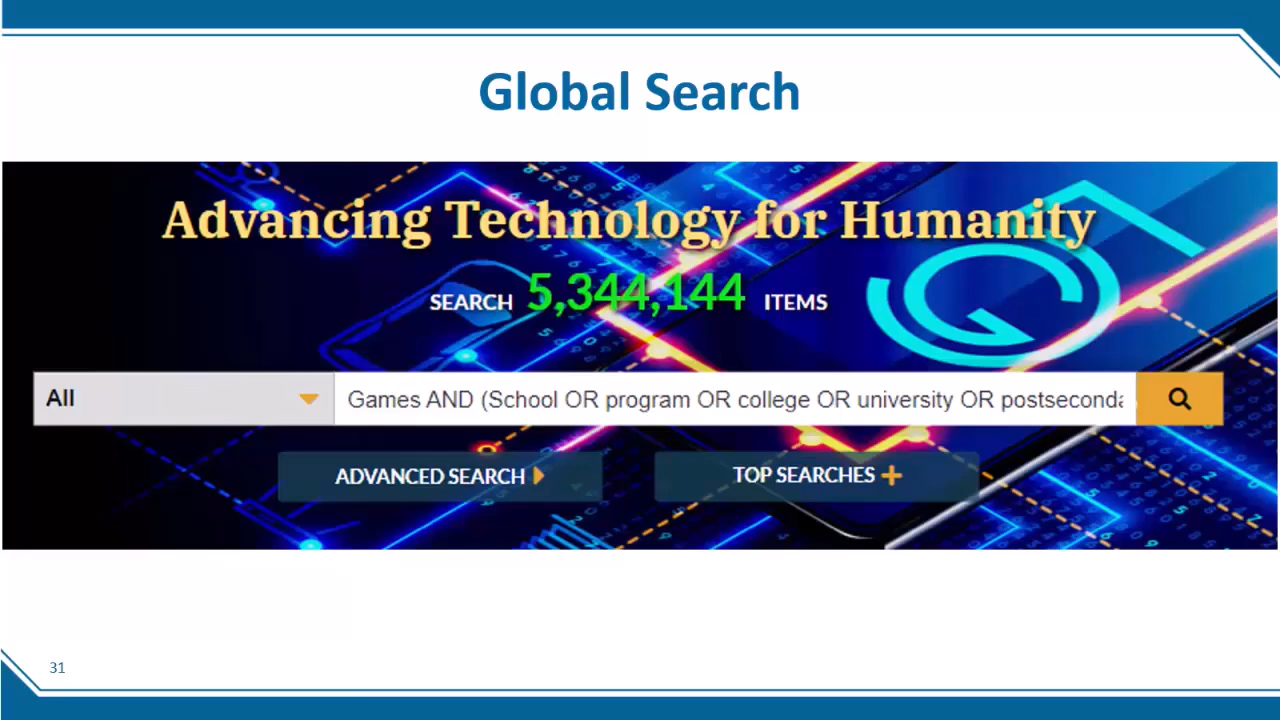 Global Search
Advancing Technology for Humanity
SEARCH 5,344,144 ITEMS
All
Games AND (School OR program OR college OR university OR postseconda
ADVANCED SEARCH
TOP SEARCHES +
31